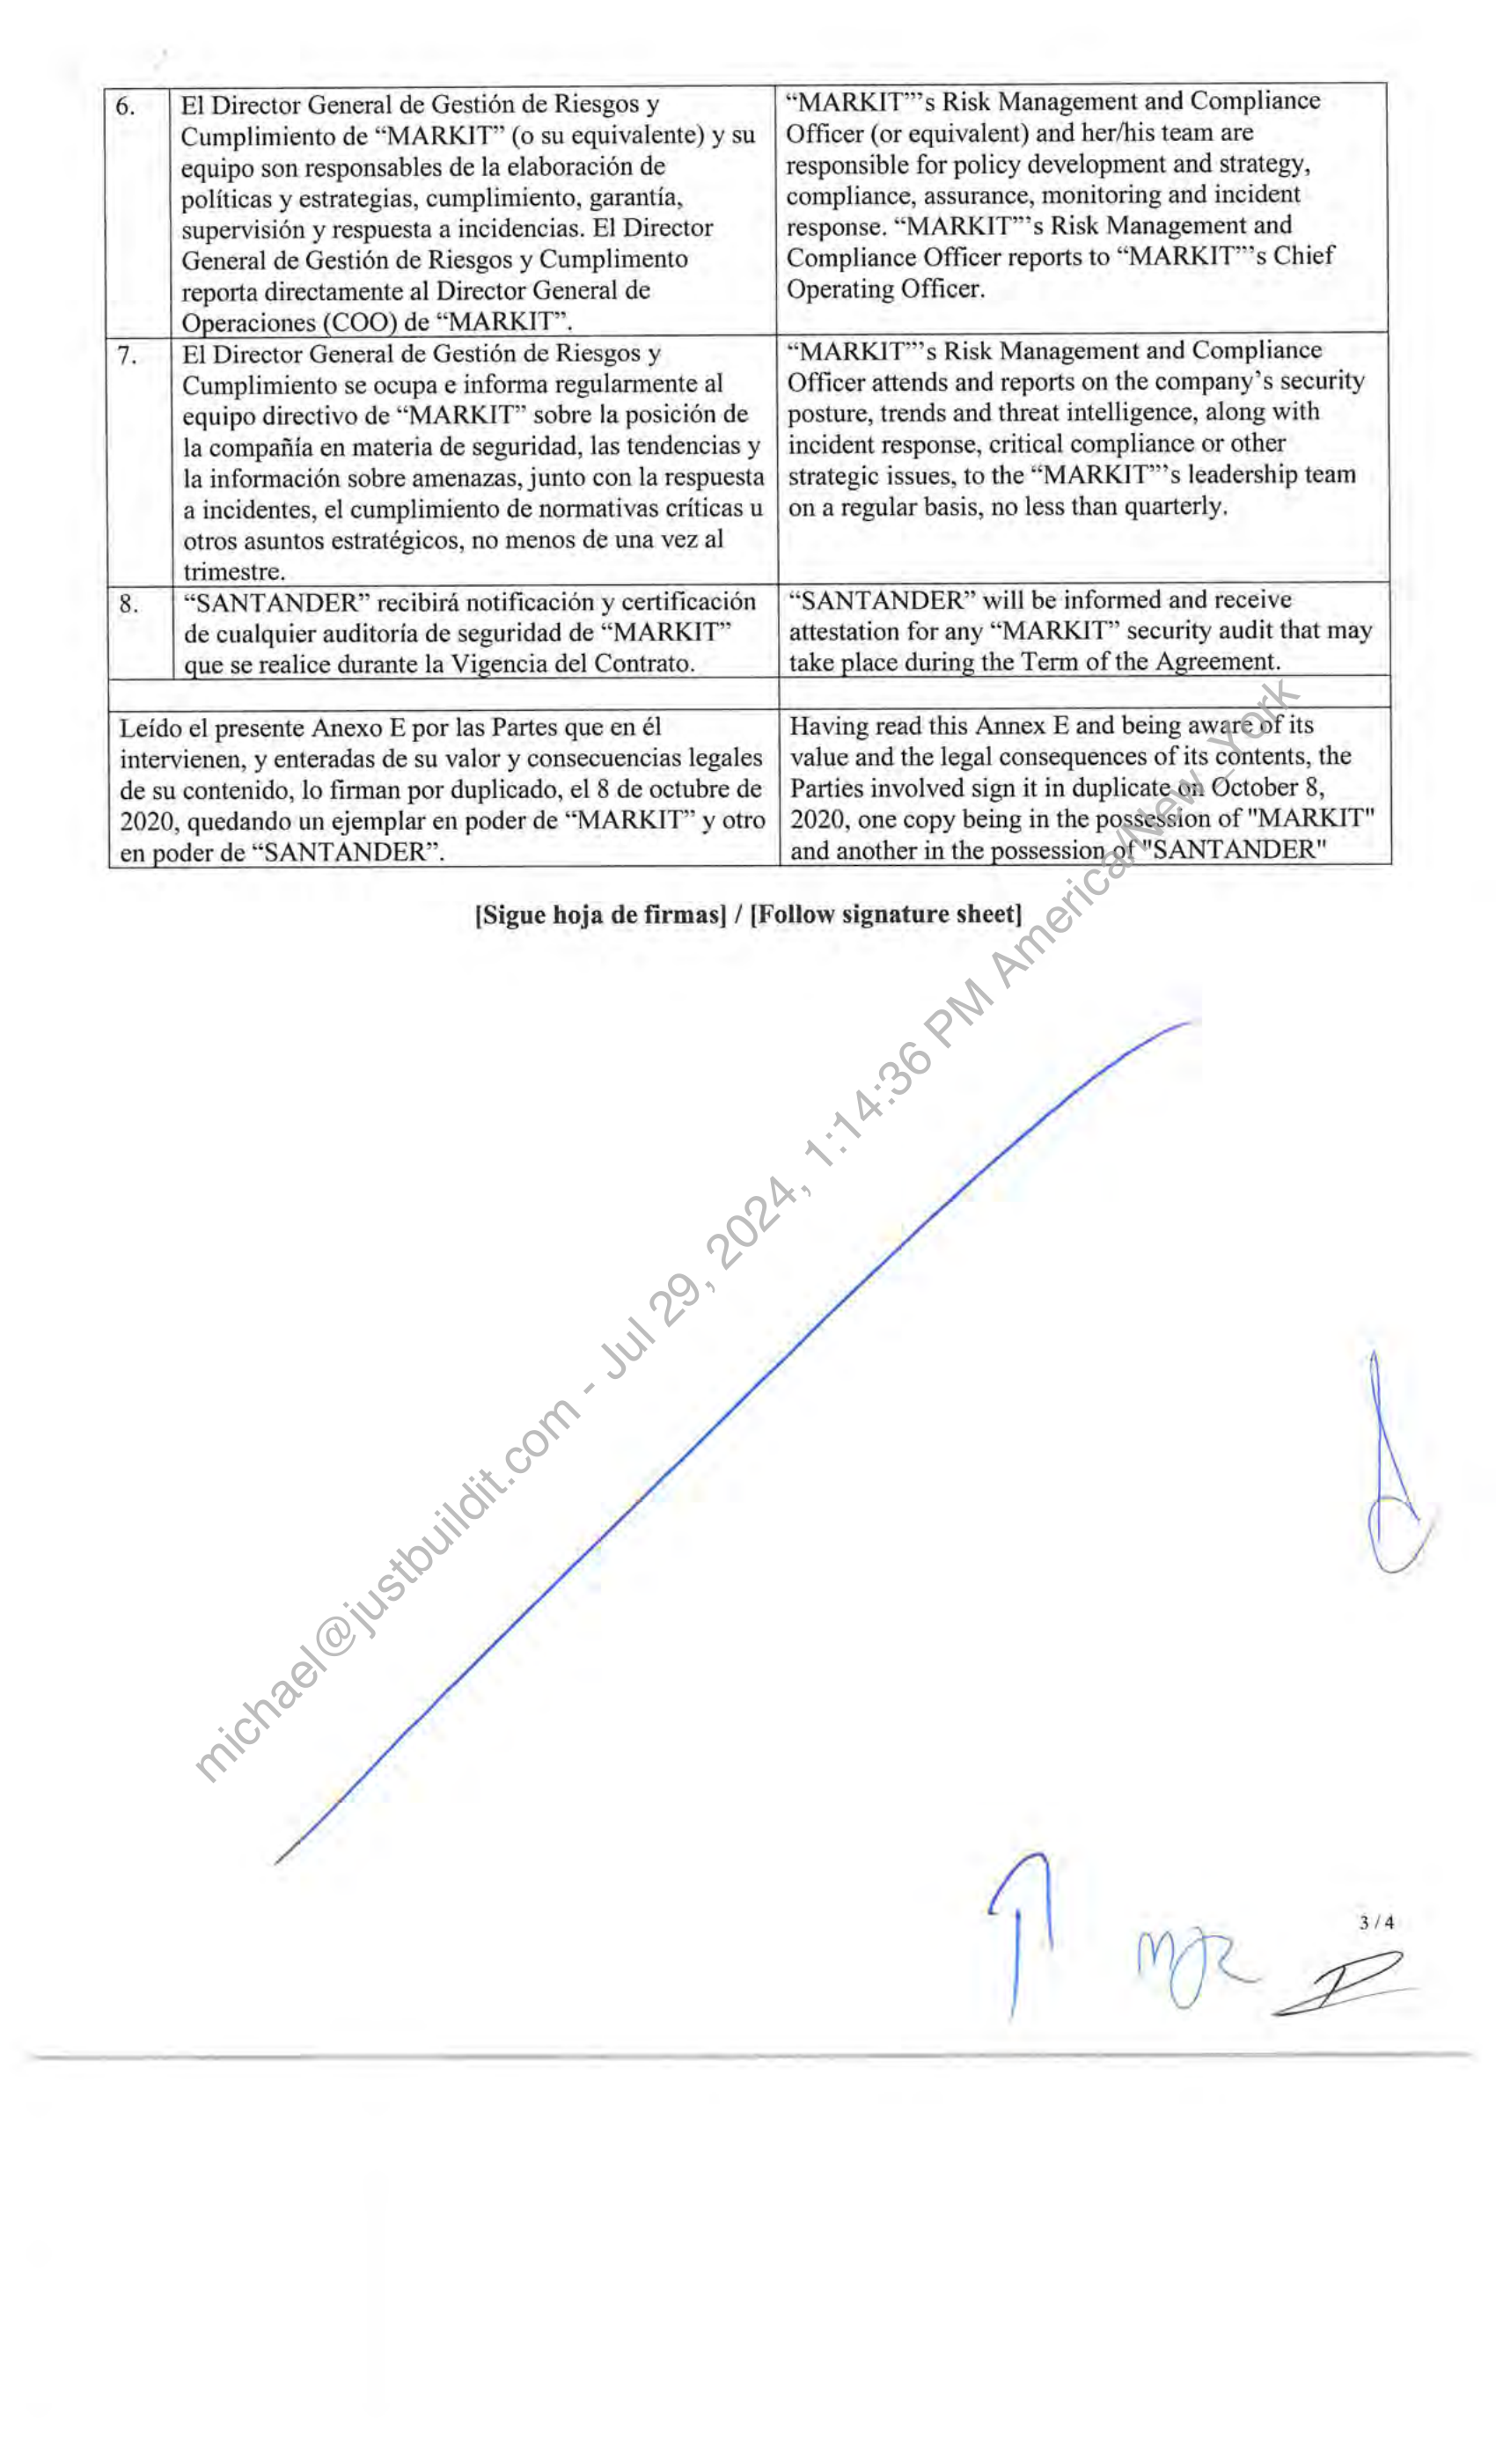 6.
El Director General de Gestión de Riesgos y
Cumplimiento de “MARKIT” (o su equivalente) y su
equipo son responsables de la elaboración de
políticas y estrategias, cumplimiento, garantía,
supervisión y respuesta a incidencias. El Director
General de Gestión de Riesgos y Cumplimento
reporta directamente al Director General de
Operaciones (COO) de “MARKIT”.
“MARKIT”’s Risk Management and Compliance
Officer (or equivalent) and her/his team are
responsible for policy development and strategy,
compliance, assurance, monitoring and incident
response. “MARKIT”’s Risk Management and
Compliance Officer reports to “MARKIT”’s Chief
Operating Officer.
7.
El Director General de Gestión de Riesgos y
Cumplimiento se ocupa e informa regularmente al
equipo directivo de “MARKIT” sobre la posición de
la compañía en materia de seguridad, las tendencias y
la información sobre amenazas, junto con la respuesta
a incidentes, el cumplimiento de normativas críticas u
otros asuntos estratégicos, no menos de una vez al
trimestre.
“MARKIT”’s Risk Management and Compliance
Officer attends and reports on the company’s security
posture, trends and threat intelligence, along with
incident response, critical compliance or other
strategic issues, to the “MARKIT”’s leadership team
on a regular basis, no less than quarterly.
8.
“SANTANDER” recibirá notificación y certificación
de cualquier auditoría de seguridad de “MARKIT”
que se realice durante la Vigencia del Contrato.
“SANTANDER” will be informed and receive
attestation for any “MARKIT” security audit that may
take place during the Term of the Agreement.
Leído el presente Anexo E por las Partes que en él
intervienen, y enteradas de su valor y consecuencias legales
de su contenido, lo firman por duplicado, el 8 de octubre de
2020, quedando un ejemplar en poder de “MARKIT” y otro
en poder de “SANTANDER”.
Having read this Annex E and being aware of its
value and the legal consequences of its contents, the
Parties involved sign it in duplicate on October 8,
2020, one copy being in the possession of "MARKIT"
and another in the possession of "SANTANDER"
[Sigue hoja de firmas] / [Follow signature sheet]
michael@justbuildit.com - Jul 29, 2024, 1:14:36 PM America/New_York
3 / 4